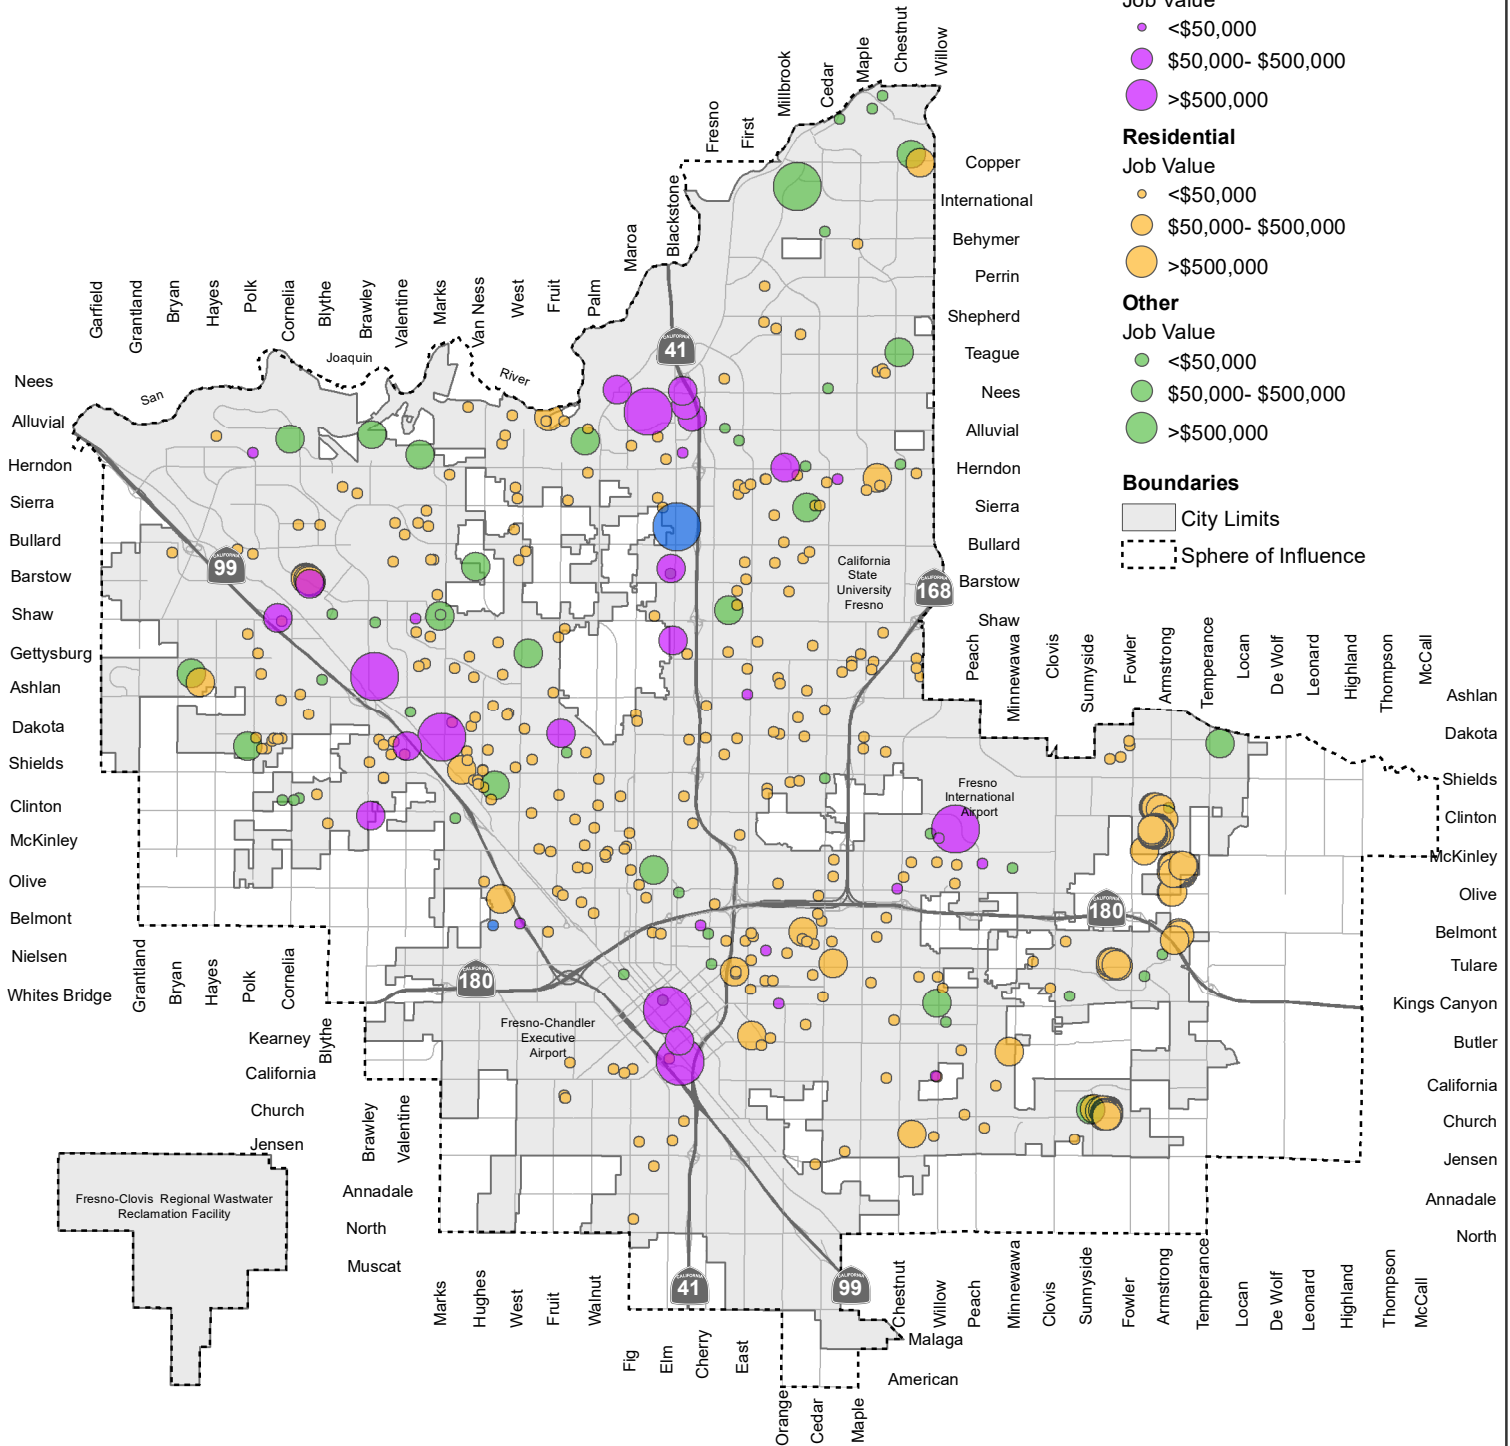 Job Value
<$50,000
$50,000- $500,000
>$500,000
Residential
Job Value
<$50,000
$50,000- $500,000
>$500,000
Other
Job Value
<$50,000
$50,000- $500,000
>$500,000
Boundaries
City Limits
Sphere of Influence
Fresno
First
Millbrook
Cedar
Maple
Chestnut
Willow
Copper
International
Behymer
Perrin
Shepherd
Teague
Nees
Alluvial
Herndon
Sierra
Bullard
Barstow
Shaw
Garfield
Grantland
Bryan
Hayes
Polk
Cornelia
Blythe
Brawley
Valentine
Marks
Van Ness
West
Fruit
Palm
Maroa
Blackstone
San
Joaquin
River
CALIFORNIA
41
CALIFORNIA
99
CALIFORNIA
168
California
State
University
Fresno
Nees
Alluvial
Herndon
Sierra
Bullard
Barstow
Shaw
Gettysburg
Ashlan
Dakota
Shields
Clinton
McKinley
Olive
Belmont
Nielsen
Whites Bridge
Peach
Minnewawa
Clovis
Sunnyside
Fowler
Armstrong
Temperance
Locan
De Wolf
Leonard
Highland
Thompson
McCall
Ashlan
Dakota
Shields
Clinton
McKinley
Olive
Belmont
Tulare
Kings Canyon
Butler
California
Church
Jensen
Annadale
North
Fresno
International
Airport
CALIFORNIA
180
CALIFORNIA
180
Grantland
Bryan
Hayes
Polk
Cornelia
Blythe
Kearney
California
Church
Jensen
Brawley
Valentine
Annadale
North
Muscat
Fresno-Chandler
Executive
Airport
Fresno-Clovis Regional Wastwater
Reclamation Facility
Marks
Hughes
West
Fruit
Walnut
Fig
Elm
Cherry
East
Orange
Cedar
Maple
CALIFORNIA
41
CALIFORNIA
99
Chestnut
Willow
Peach
Minnewawa
Clovis
Sunnyside
Fowler
Armstrong
Temperance
Locan
De Wolf
Leonard
Highland
Thompson
McCall
Malaga
American